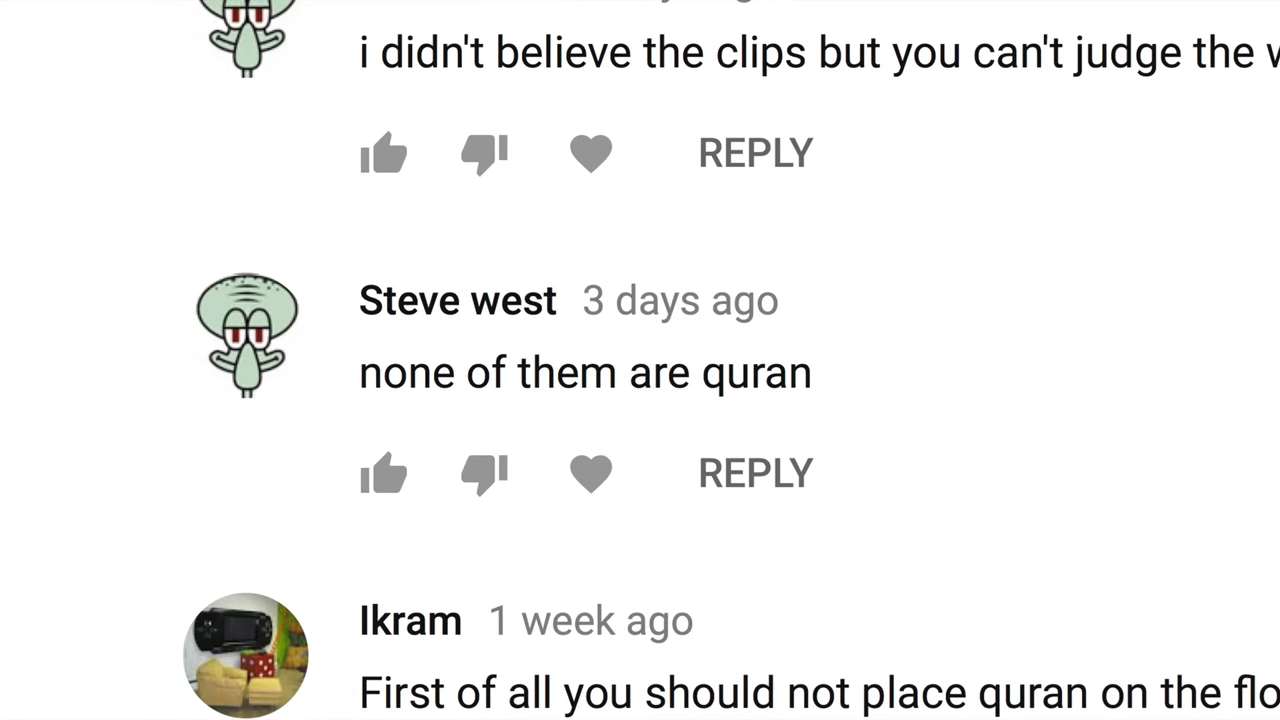 i didn't believe the clips but you can't judge the
REPLY
Steve west 3 days ago
none of them are quran
REPLY
Ikram 1 week ago
First of all you should not place quran on the